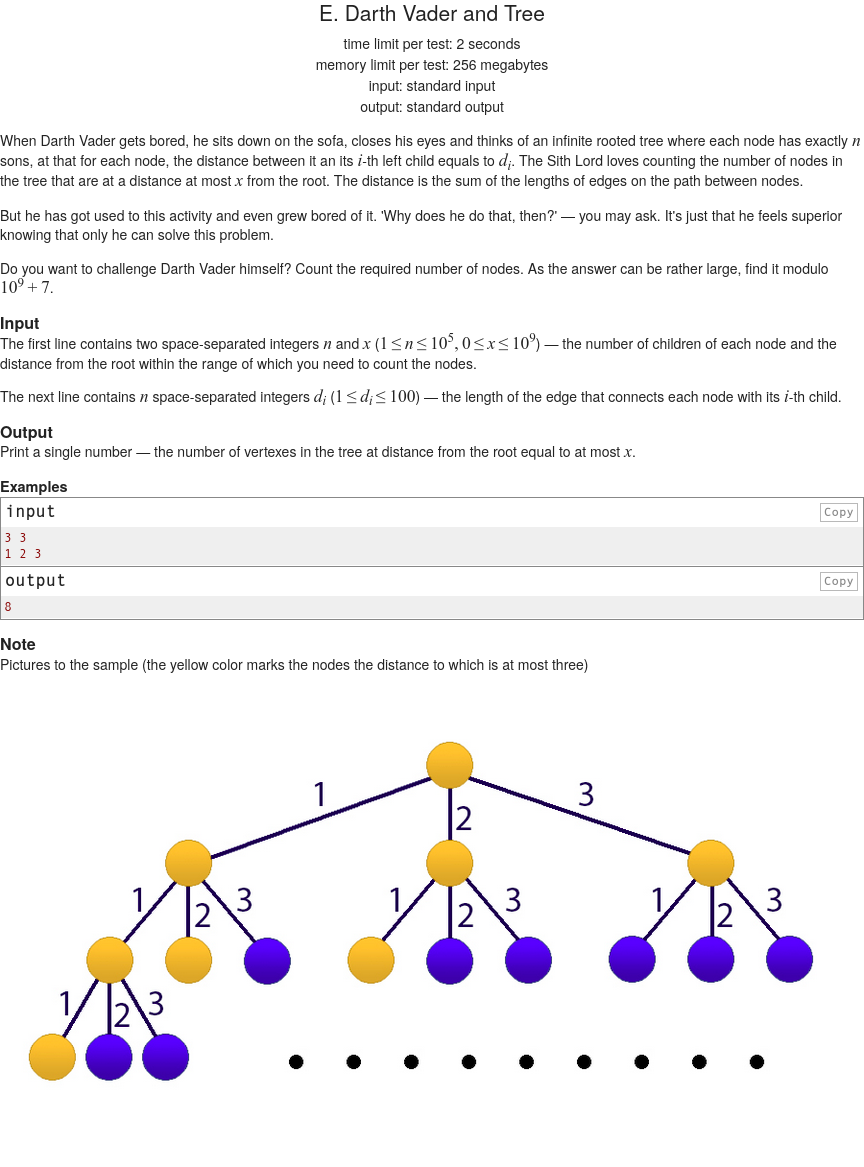 E. Darth Vader and Tree
time limit per test: 2 seconds
memory limit per test: 256 megabytes
input: standard input
output: standard output
When Darth Vader gets bored, he sits down on the sofa, closes his eyes and thinks of an infinite rooted tree where each node has exactly n
sons, at that for each node, the distance between it an its i-th left child equals to d_i. The Sith Lord loves counting the number of nodes in
the tree that are at a distance at most x from the root. The distance is the sum of the lengths of edges on the path between nodes.
But he has got used to this activity and even grew bored of it. 'Why does he do that, then?' — you may ask. It's just that he feels superior
knowing that only he can solve this problem.
Do you want to challenge Darth Vader himself? Count the required number of nodes. As the answer can be rather large, find it modulo
10^9 + 7.
Input
The first line contains two space-separated integers n and x (1 ≤ n ≤ 10^5, 0 ≤ x ≤ 10^9) — the number of children of each node and the
distance from the root within the range of which you need to count the nodes.
The next line contains n space-separated integers d_i (1 ≤ d_i ≤ 100) — the length of the edge that connects each node with its i-th child.
Output
Print a single number — the number of vertexes in the tree at distance from the root equal to at most x.
Examples
input Copy
3 3
1 2 3
output Copy
8
Note
Pictures to the sample (the yellow color marks the nodes the distance to which is at most three)
1 2 3
1 2 3 1 2 3 1 2 3
1 2 3